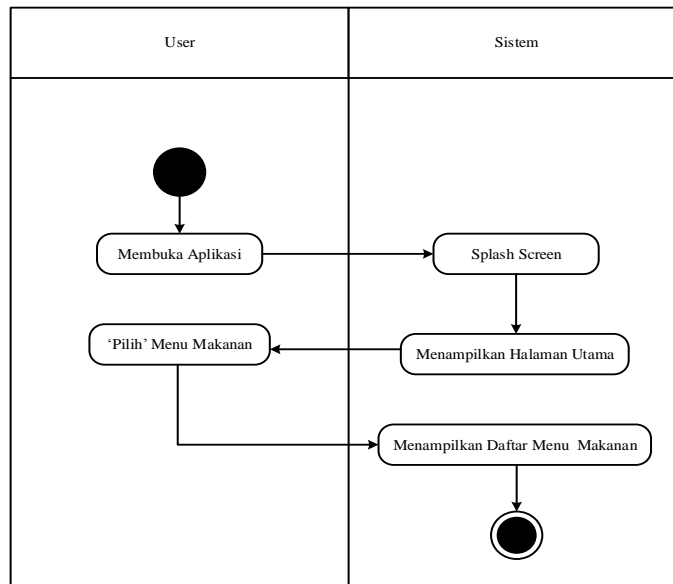 User
Sistem
Membuka Aplikasi
Splash Screen
‘Pilih’ Menu Makanan
Menampilkan Halaman Utama
Menampilkan Daftar Menu Makanan